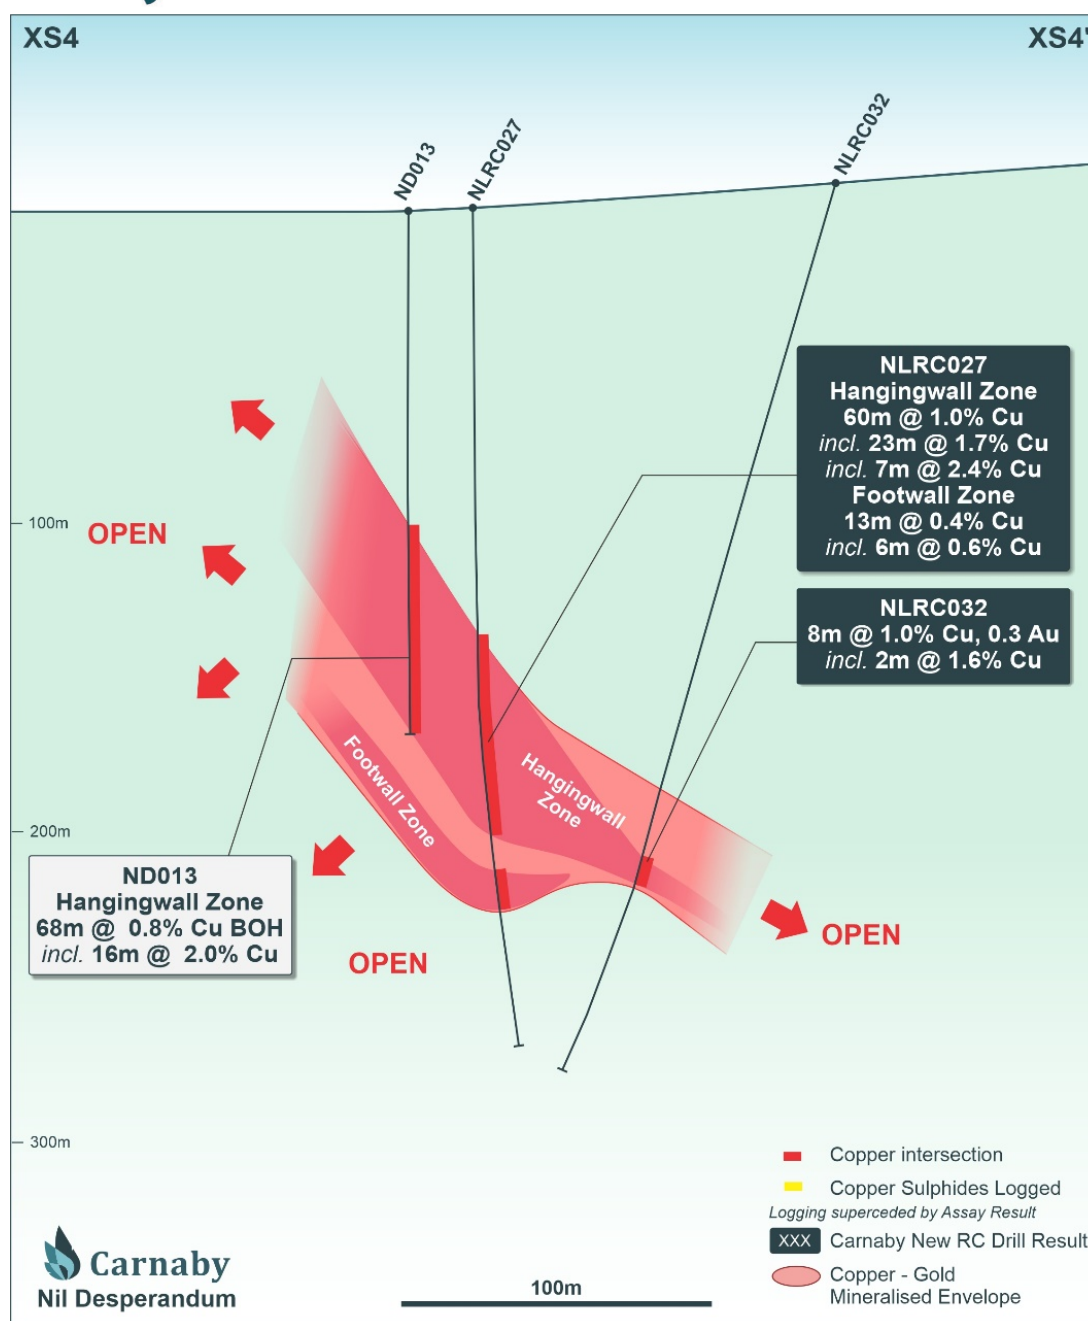 XS4
XS4'
ND013
NLRC027
NLRC032
NLRC027
Hangingwall Zone
60m @ 1.0% Cu
incl. 23m @ 1.7% Cu
incl. 7m @ 2.4% Cu
Footwall Zone
13m @ 0.4% Cu
incl. 6m @ 0.6% Cu
100m
OPEN
NLRC032
8m @ 1.0% Cu, 0.3 Au
incl. 2m @ 1.6% Cu
Footwall Zone
Hangingwall
Zone
200m
ND013
Hangingwall Zone
68m @ 0.8% Cu BOH
incl. 16m @ 2.0% Cu
OPEN
OPEN
300m
Copper intersection
Copper Sulphides Logged
Logging superceded by Assay Result
XXX Carnaby New RC Drill Result
Copper - Gold
Mineralised Envelope
Carnaby
Nil Desperandum
100m